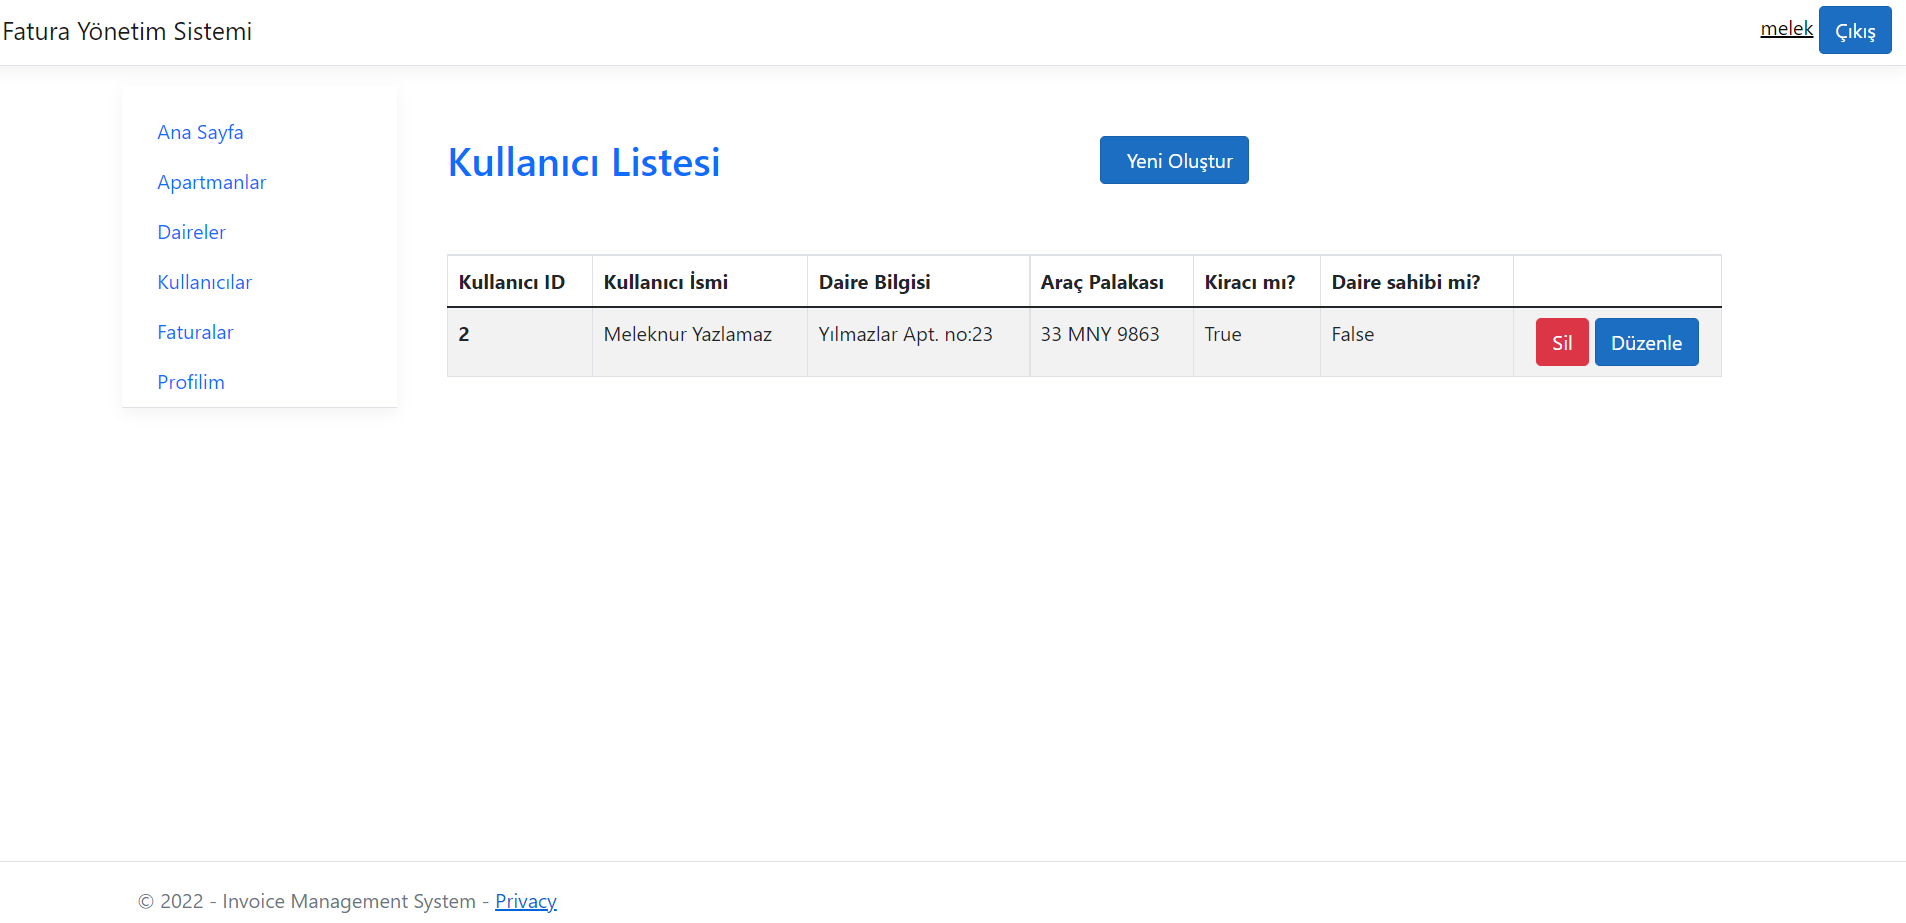 Fatura Yönetim Sistemi
melek Çıkış
Ana Sayfa
Apartmanlar
Daireler
Kullanıcılar
Faturalar
Profilim
Kullanıcı Listesi
Yeni Oluştur
Kullanıcı ID Kullanıcı İsmi Daire Bilgisi Araç Palakası Kiracı mı? Daire sahibi mi?
2 Meleknur Yazlamaz Yılmazlar Apt. no:23 33 MNY 9863 True False Sil Düzenle
© 2022 - Invoice Management System - Privacy